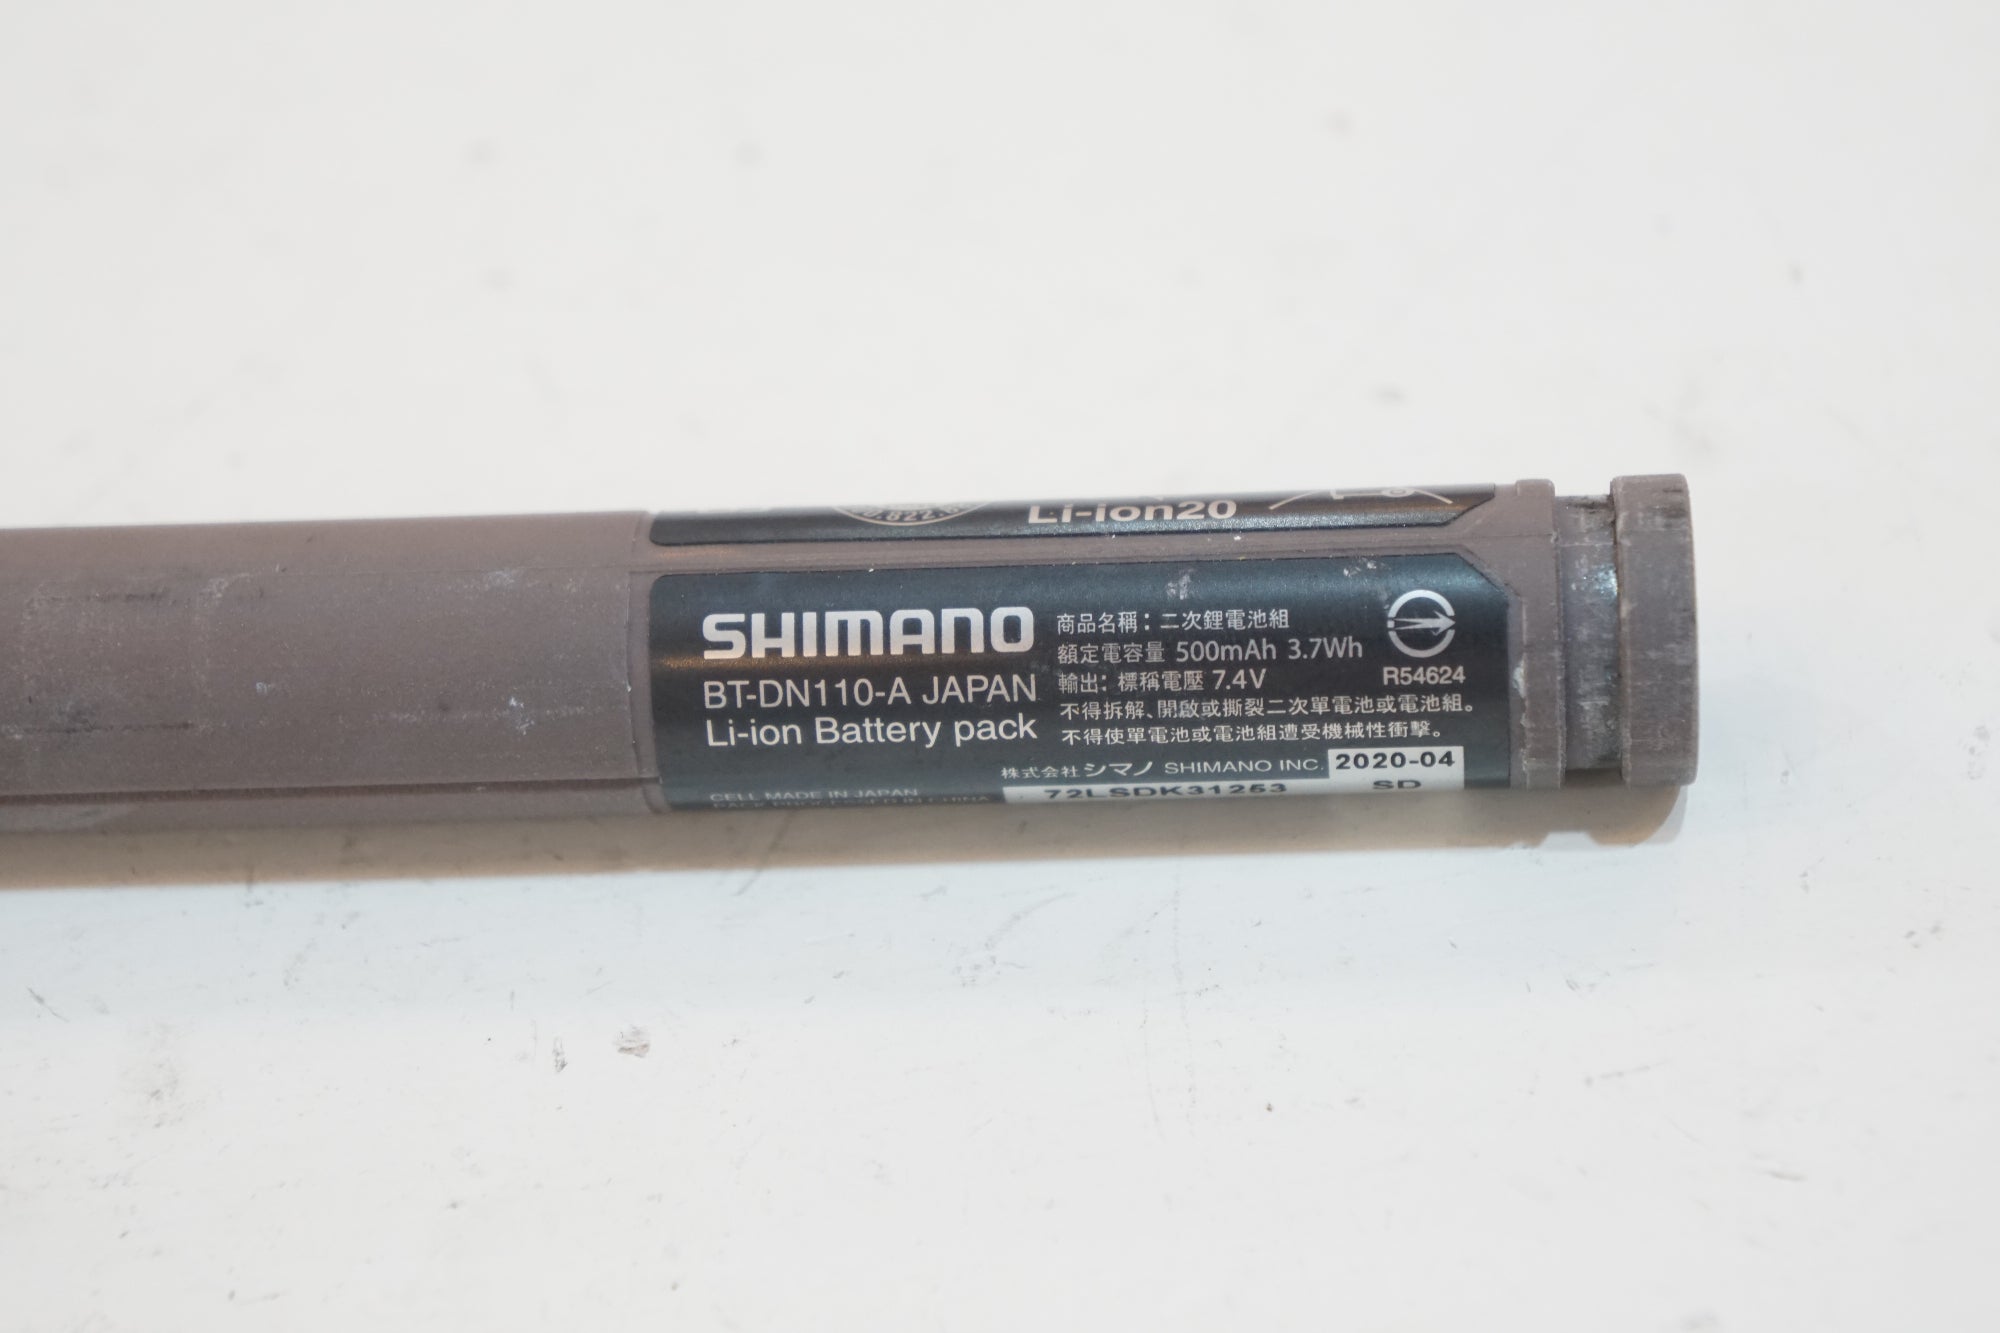 Li-ion20
SHIMANO
BT-DN110-A JAPAN
Li-ion Battery pack
商品名稱：二次鋰電池組
額定電容量 500mAh 3.7Wh
輸出：標稱電壓 7.4V
R54624
不得拆解、開啟或撕裂二次單電池或電池組。
不得使單電池或電池組遭受機械性衝擊。
株式会社シマノ SHIMANO INC. 2020-04
CELL MADE IN JAPAN
PACK PROCESSED IN CHINA
72LSDK31253 SD